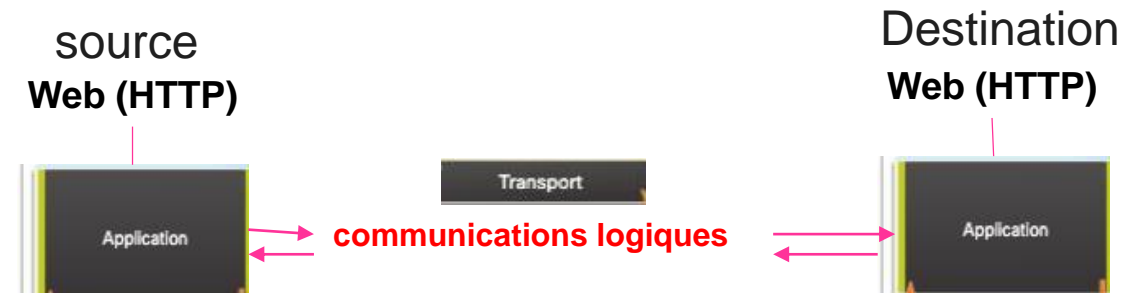 source
Web (HTTP)
Destination
Web (HTTP)
Application
Transport
communications logiques
Application